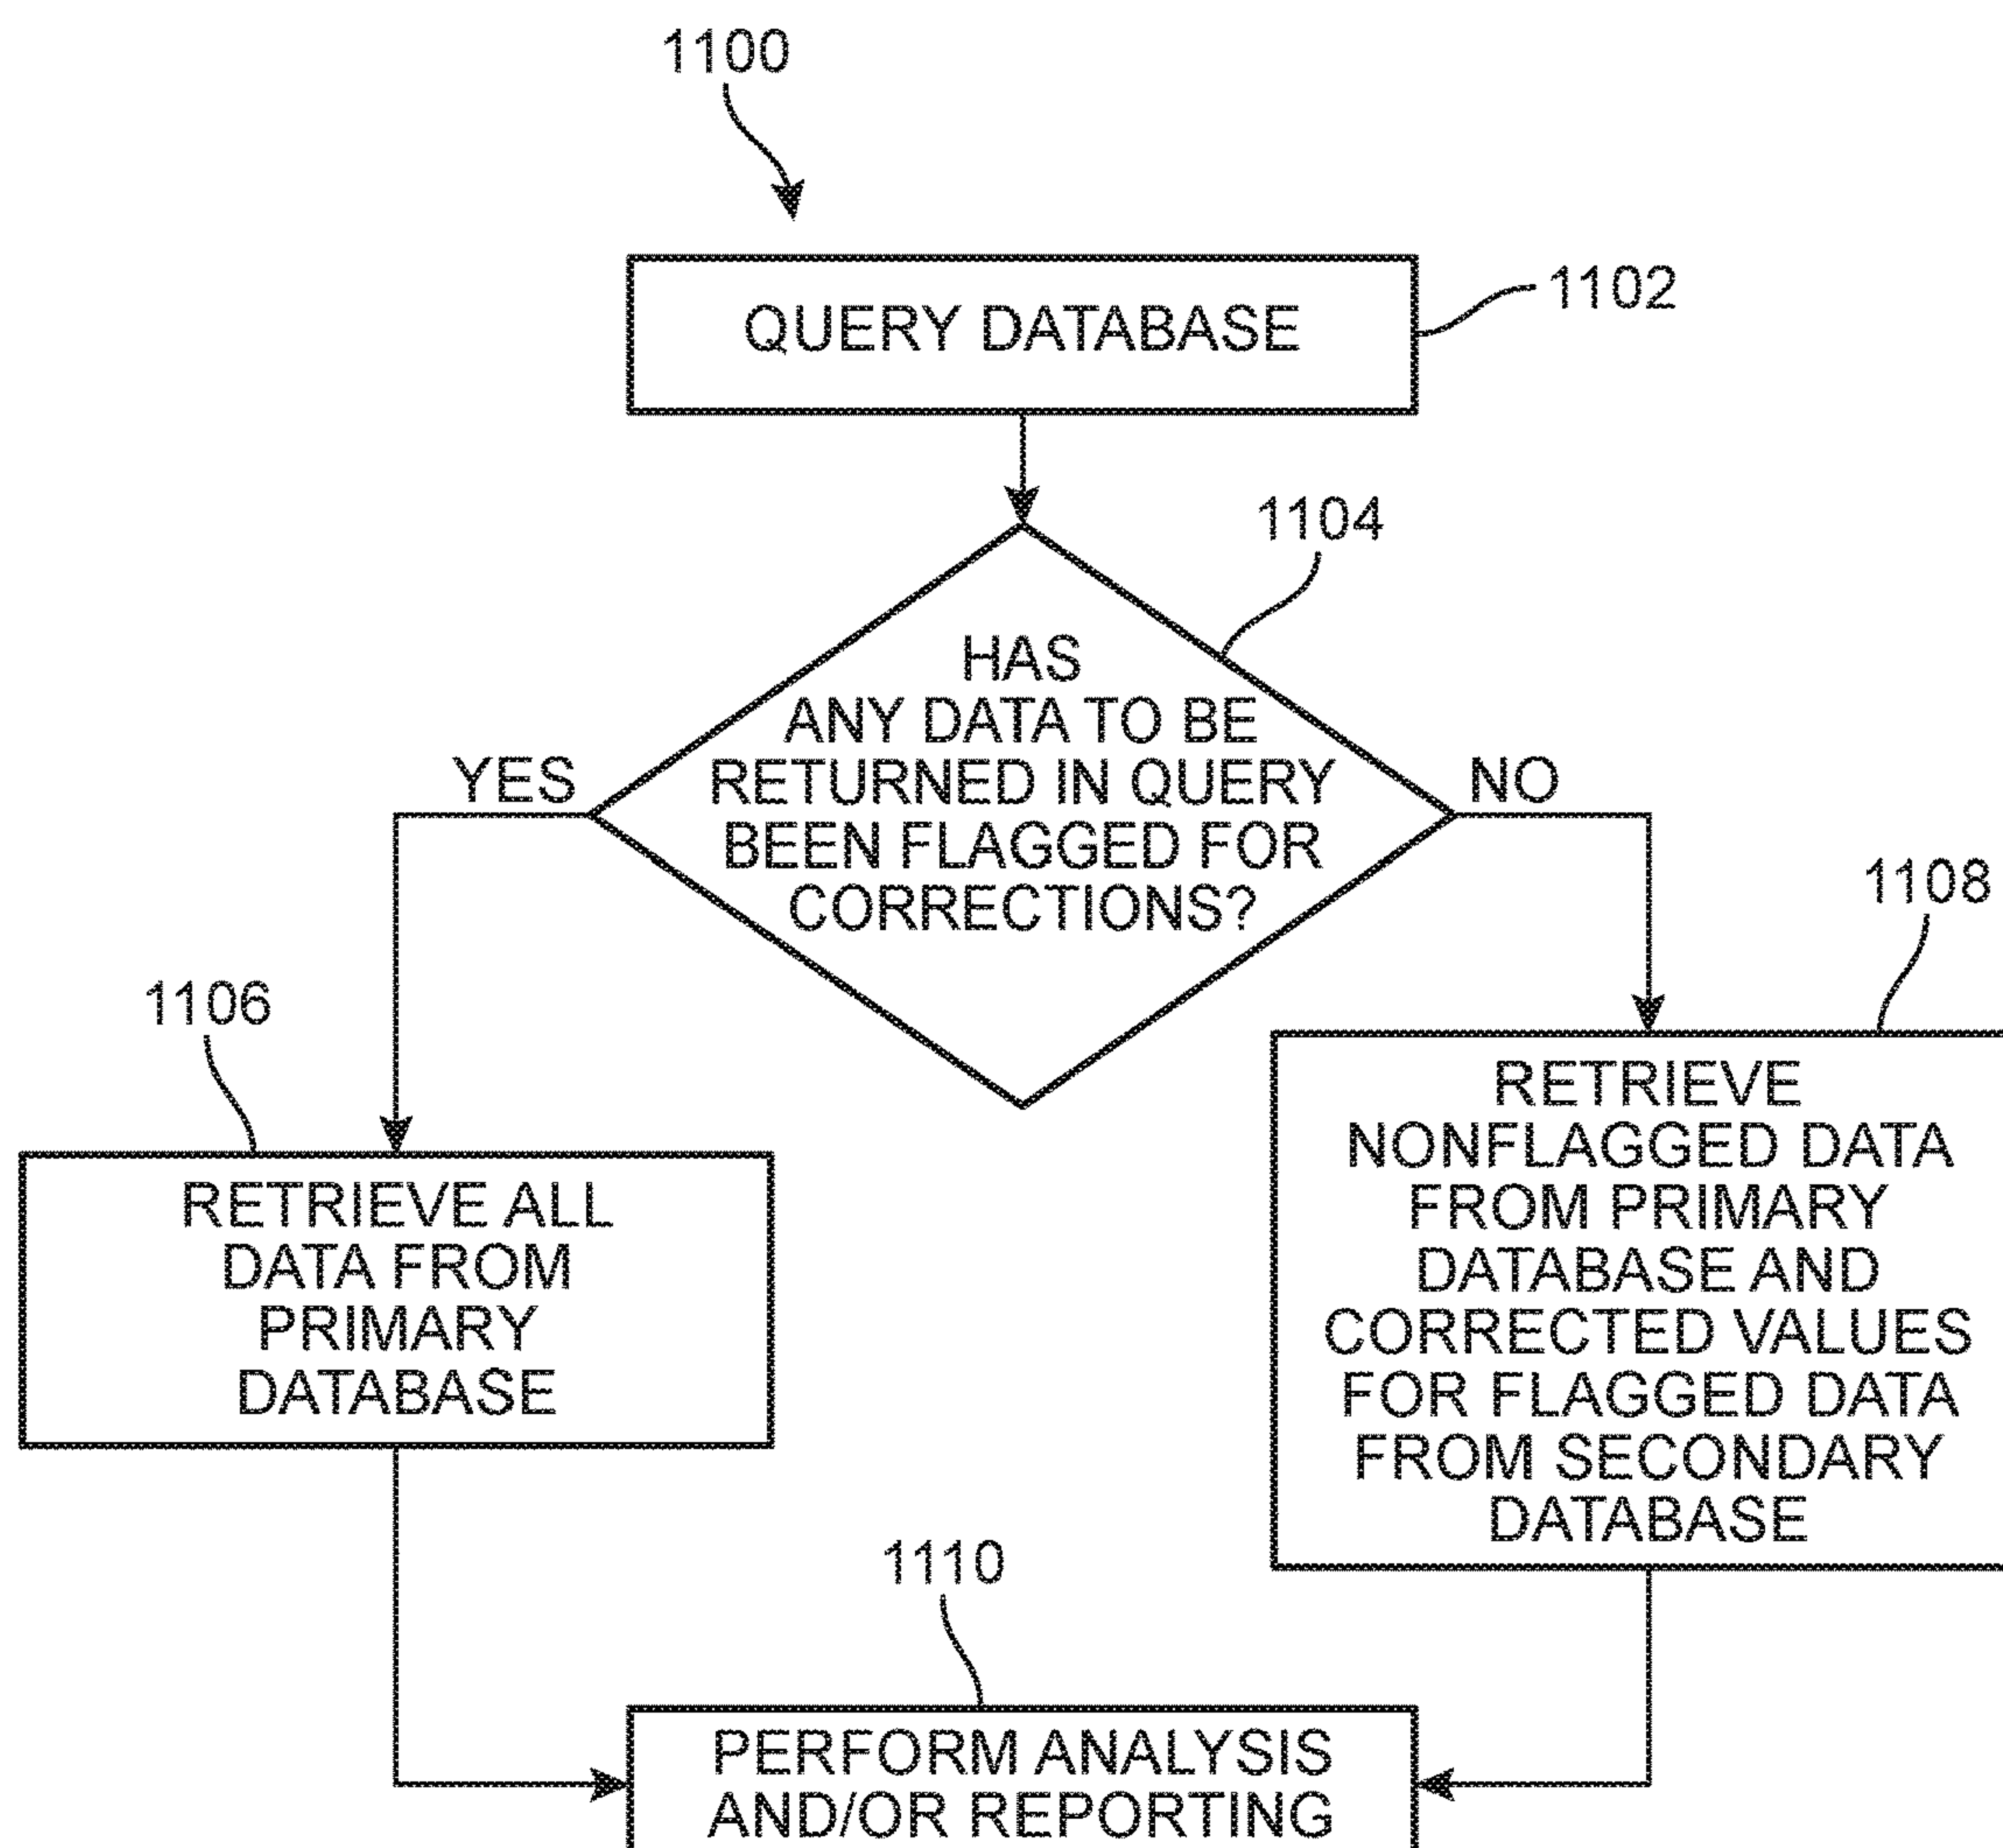 1100
QUERY DATABASE
1102
1104
HAS
ANY DATA TO BE
RETURNED IN QUERY
BEEN FLAGGED FOR
CORRECTIONS?
YES
NO
1106
RETRIEVE ALL
DATA FROM
PRIMARY
DATABASE
1108
RETRIEVE
NONFLAGGED DATA
FROM PRIMARY
DATABASE AND
CORRECTED VALUES
FOR FLAGGED DATA
FROM SECONDARY
DATABASE
1110
PERFORM ANALYSIS
AND/OR REPORTING